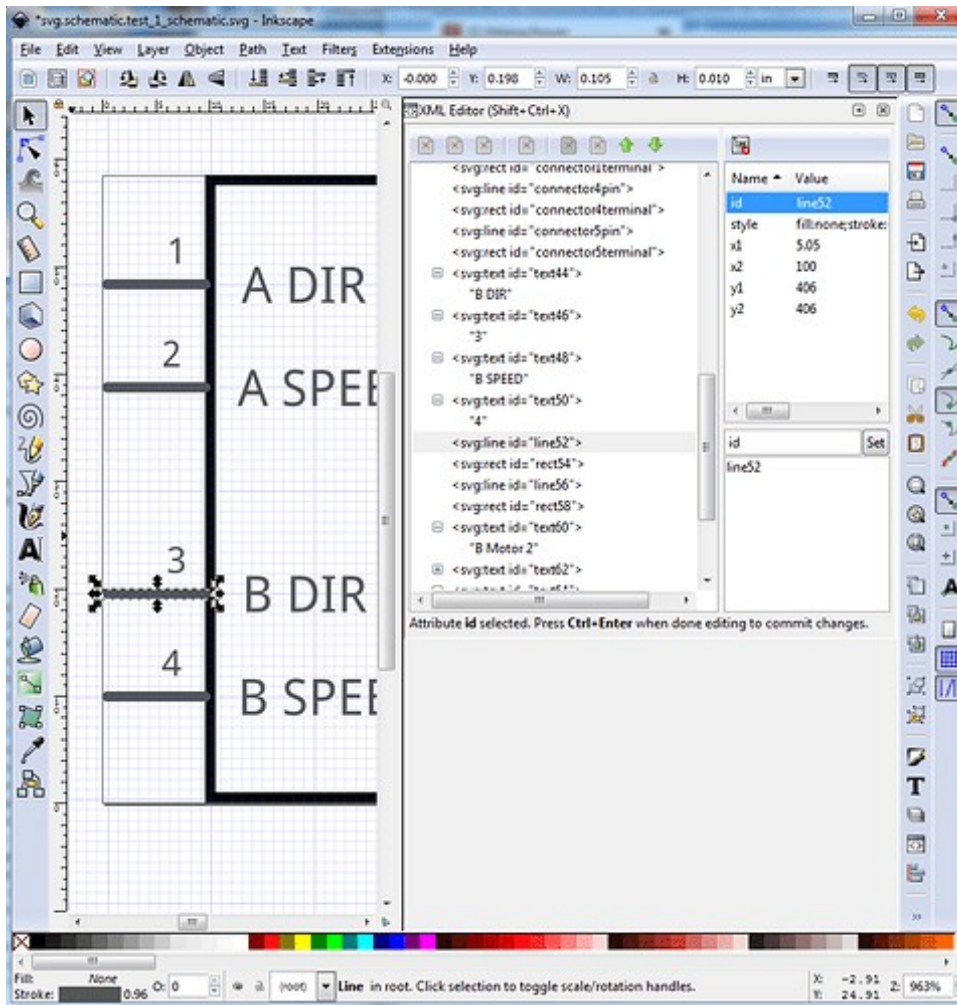 *svg.schematic.test_1_schematic.svg - Inkscape
File Edit View Layer Object Path Text Filters Extensions Help
X: -0.000 Y: 0.198 W: 0.105 H: 0.010 in
XML Editor (Shift+Ctrl+X)
<svg:rect id="connector1terminal">
<svg:line id="connector4pin">
<svg:rect id="connector4terminal">
<svg:line id="connector5pin">
<svg:rect id="connector5terminal">
<svg:text id="text44">
"B DIR"
<svg:text id="text46">
"3"
<svg:text id="text48">
"B SPEED"
<svg:text id="text50">
"4"
<svg:line id="line52">
<svg:rect id="rect54">
<svg:line id="line56">
<svg:rect id="rect58">
<svg:text id="text60">
"B Motor 2"
<svg:text id="text62">
Name Value
id line52
style fill:none;stroke:
x1 5.05
x2 100
y1 406
y2 406
id Set
line52
Attribute id selected. Press Ctrl+Enter when done editing to commit changes.
1
A DIR
2
A SPEE
3
B DIR
4
B SPEE
Fill: None
Stroke: 0.96 O: 0 (root) Line in root. Click selection to toggle scale/rotation handles.
X: -2.91
Y: 24.91 Z: 963%